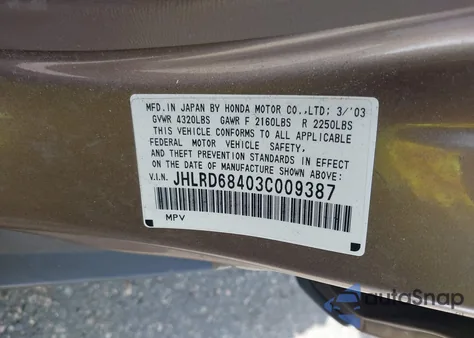 MFD.IN JAPAN BY HONDA MOTOR CO.,LTD; 3/'03
GVWR 4320LBS GAWR F 2160LBS R 2250LBS
THIS VEHICLE CONFORMS TO ALL APPLICABLE
FEDERAL MOTOR VEHICLE SAFETY,
AND THEFT PREVENTION STANDARDS IN EFFECT
ON THE DATE OF MANUFACTURE SHOWN ABOVE.
V.I.N. JHLRD68403C009387
MPV
autoSnap